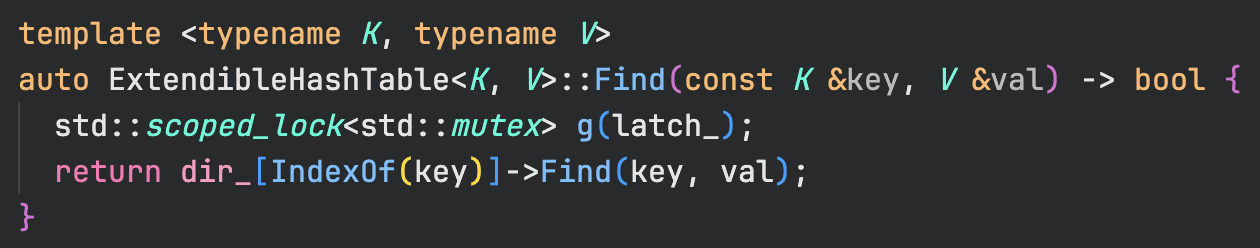 template <typename K, typename V>
auto ExtendibleHashTable<K, V>::Find(const K &key, V &val) -> bool {
  std::scoped_lock<std::mutex> g(latch_);
  return dir_[IndexOf(key)]->Find(key, val);
}